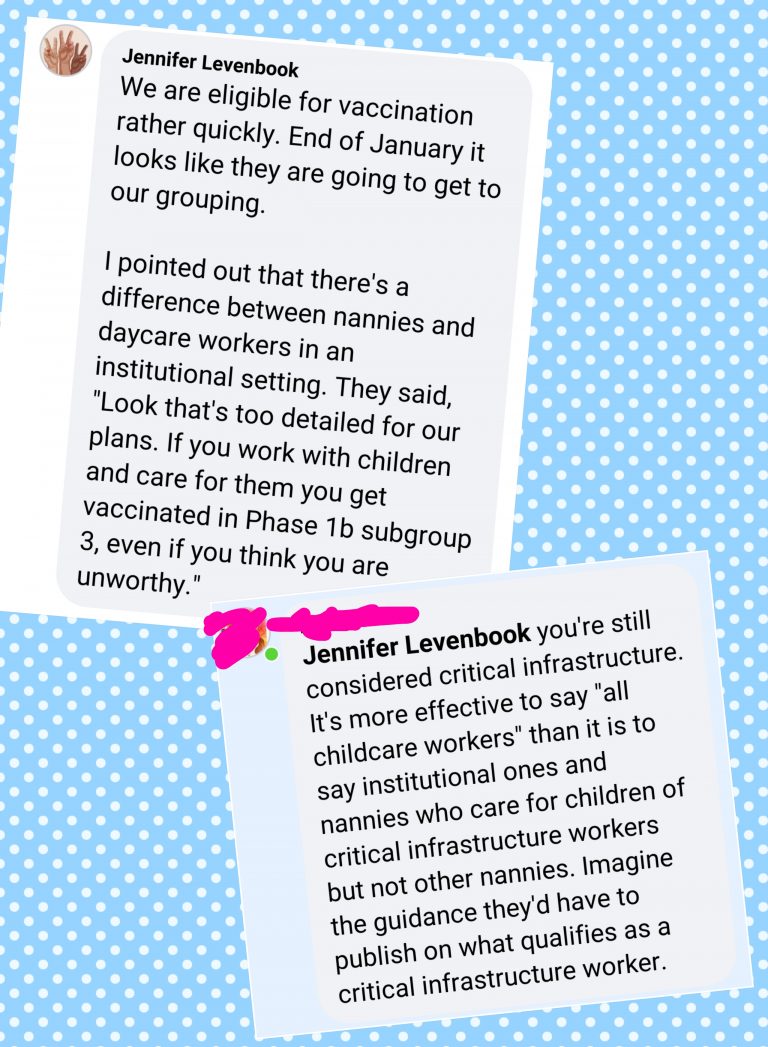 Jennifer Levenbook
We are eligible for vaccination
rather quickly. End of January it
looks like they are going to get to
our grouping.
I pointed out that there's a
difference between nannies and
daycare workers in an
institutional setting. They said,
"Look that's too detailed for our
plans. If you work with children
and care for them you get
vaccinated in Phase 1b subgroup
3, even if you think you are
unworthy."
Jennifer Levenbook you're still
considered critical infrastructure.
It's more effective to say "all
childcare workers" than it is to
say institutional ones and
nannies who care for children of
critical infrastructure workers
but not other nannies. Imagine
the guidance they'd have to
publish on what qualifies as a
critical infrastructure worker.